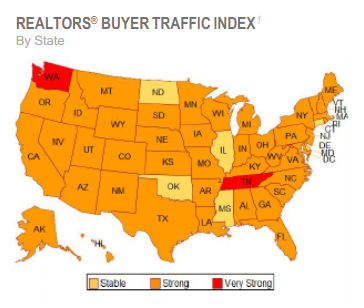 REALTORS® BUYER TRAFFIC INDEX¹
By State
WA
MT
ND
MN
ME
OR
ID
SD
WI
MI
NY
VT
NH
MA
RI
CT
WY
NE
IA
PA
NJ
NV
UT
CO
KS
MO
IL
IN
OH
WV
VA
DE
MD
DC
CA
AZ
NM
OK
AR
KY
TN
NC
SC
TX
LA
MS
AL
GA
FL
AK
HI
Stable
Strong
Very Strong